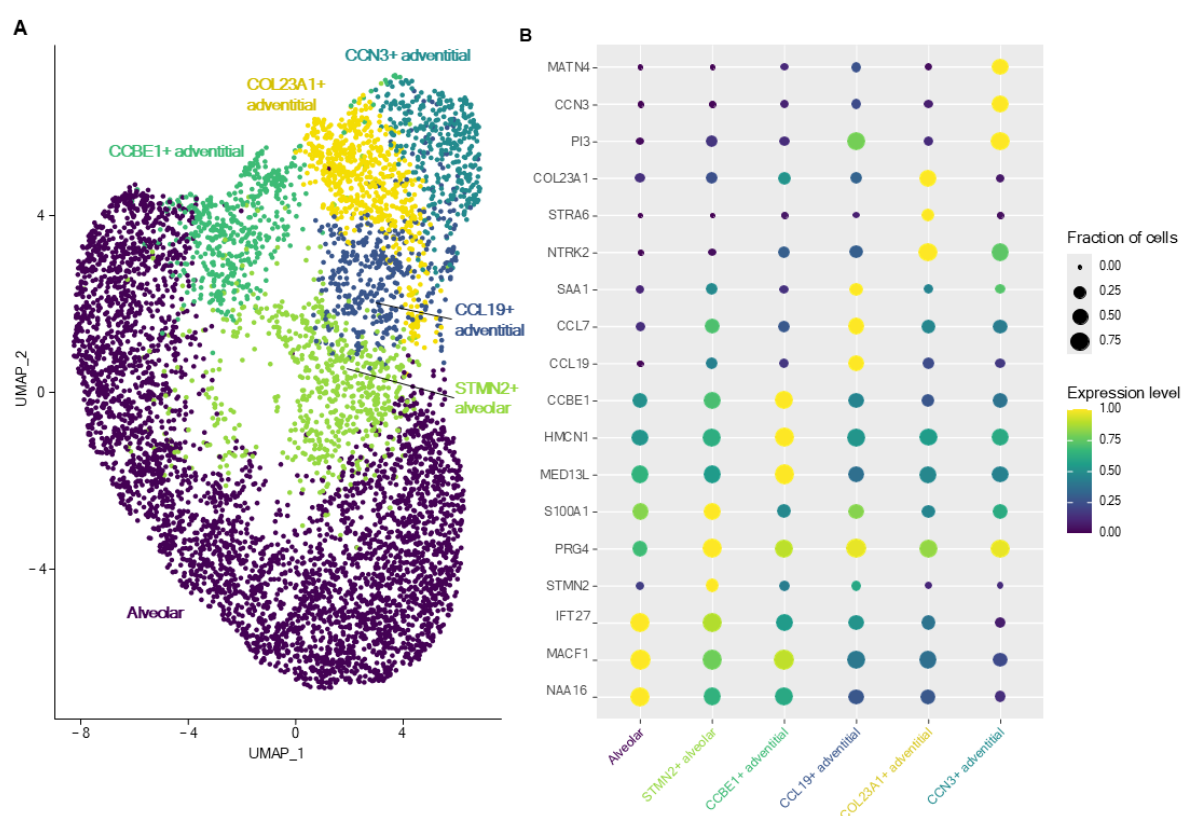 A
CCN3+ adventitial
COL23A1+
adventitial
CCBE1+ adventitial
CCL19+
adventitial
STMN2+
alveolar
Alveolar
4
0
−4
UMAP_2
−8
−4
0
4
UMAP_1
B
MATN4
CCN3
PI3
COL23A1
STRA6
NTRK2
SAA1
CCL7
CCL19
CCBE1
HMCN1
MED13L
S100A1
PRG4
STMN2
IFT27
MACF1
NAA16
Alveolar
STMN2+ alveolar
CCBE1+ adventitial
CCL19+ adventitial
COL23A1+ adventitial
CCN3+ adventitial
Fraction of cells
0.00
0.25
0.50
0.75
Expression level
1.00
0.75
0.50
0.25
0.00